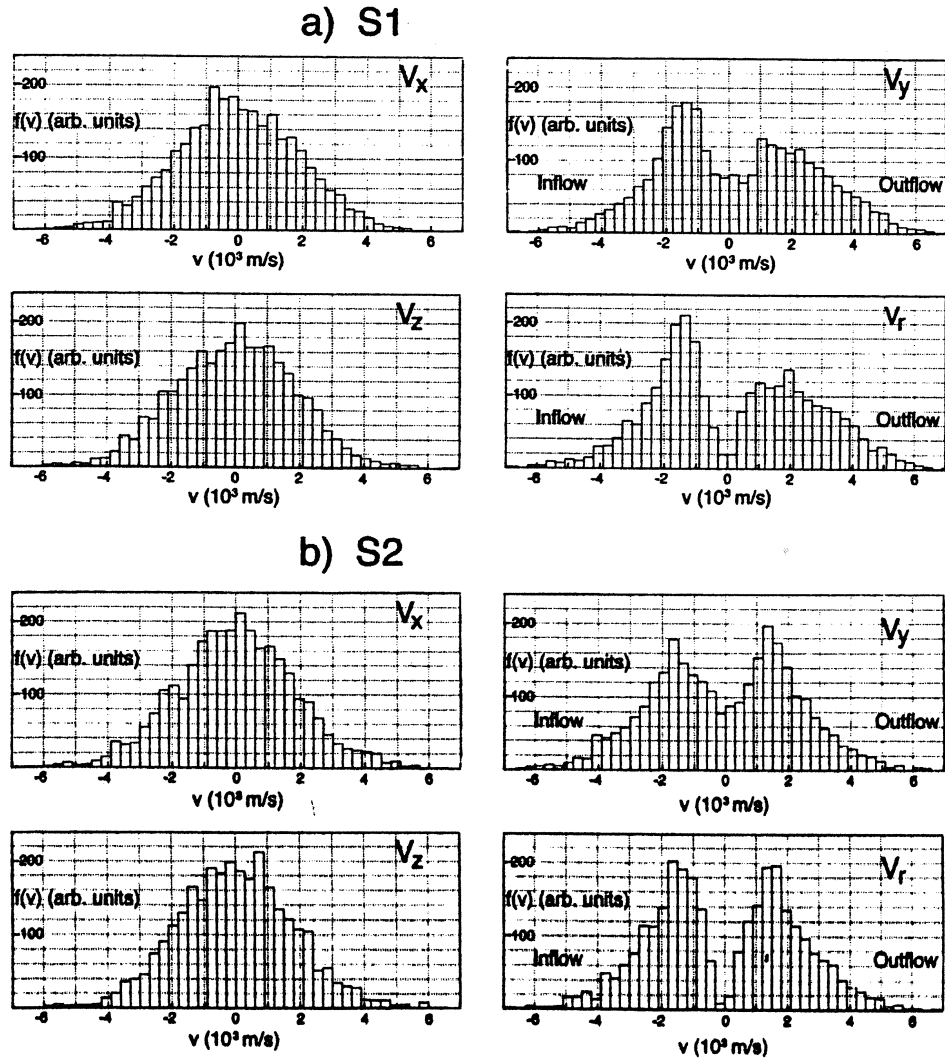 a) S1
200
Vx
f(v) (arb. units)
100
-6 -4 -2 0 2 4 6
v (10³ m/s)
200
Vy
f(v) (arb. units)
100
Inflow
Outflow
-6 -4 -2 0 2 4 6
v (10³ m/s)
200
Vz
f(v) (arb. units)
100
-6 -4 -2 0 2 4 6
v (10³ m/s)
200
Vr
f(v) (arb. units)
100
Inflow
Outflow
-6 -4 -2 0 2 4 6
v (10³ m/s)
b) S2
200
Vx
f(v) (arb. units)
100
-6 -4 -2 0 2 4 6
v (10³ m/s)
200
Vy
f(v) (arb. units)
100
Inflow
Outflow
-6 -4 -2 0 2 4 6
v (10³ m/s)
200
Vz
f(v) (arb. units)
100
-6 -4 -2 0 2 4 6
v (10³ m/s)
200
Vr
f(v) (arb. units)
100
Inflow
Outflow
-6 -4 -2 0 2 4 6
v (10³ m/s)